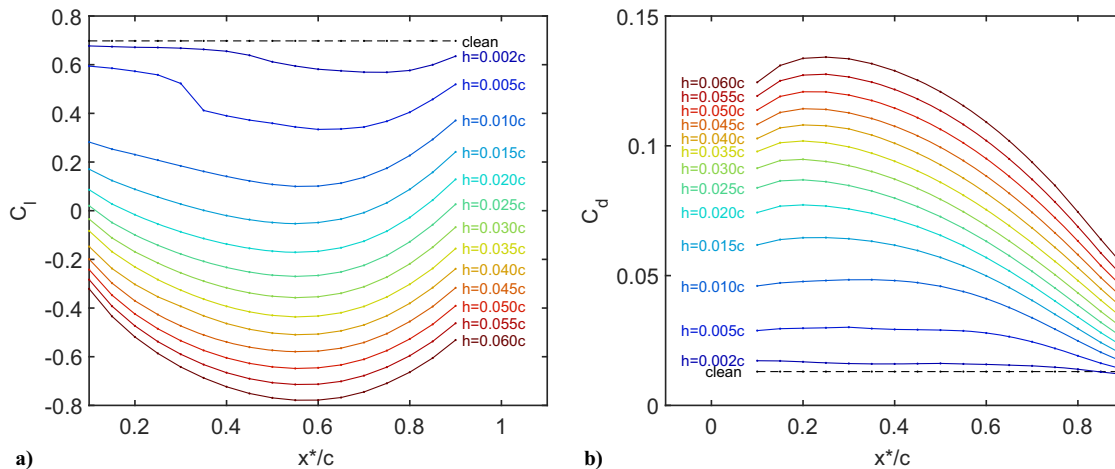 0.8
0.6
0.4
0.2
0
-0.2
-0.4
-0.6
-0.8
C_l
clean
h=0.002c
h=0.005c
h=0.010c
h=0.015c
h=0.020c
h=0.025c
h=0.030c
h=0.035c
h=0.040c
h=0.045c
h=0.050c
h=0.055c
h=0.060c
0.2 0.4 0.6 0.8 1
x*/c
a)
0.15
0.1
0.05
0
C_d
h=0.060c
h=0.055c
h=0.050c
h=0.045c
h=0.040c
h=0.035c
h=0.030c
h=0.025c
h=0.020c
h=0.015c
h=0.010c
h=0.005c
h=0.002c
clean
0 0.2 0.4 0.6 0.8
x*/c
b)